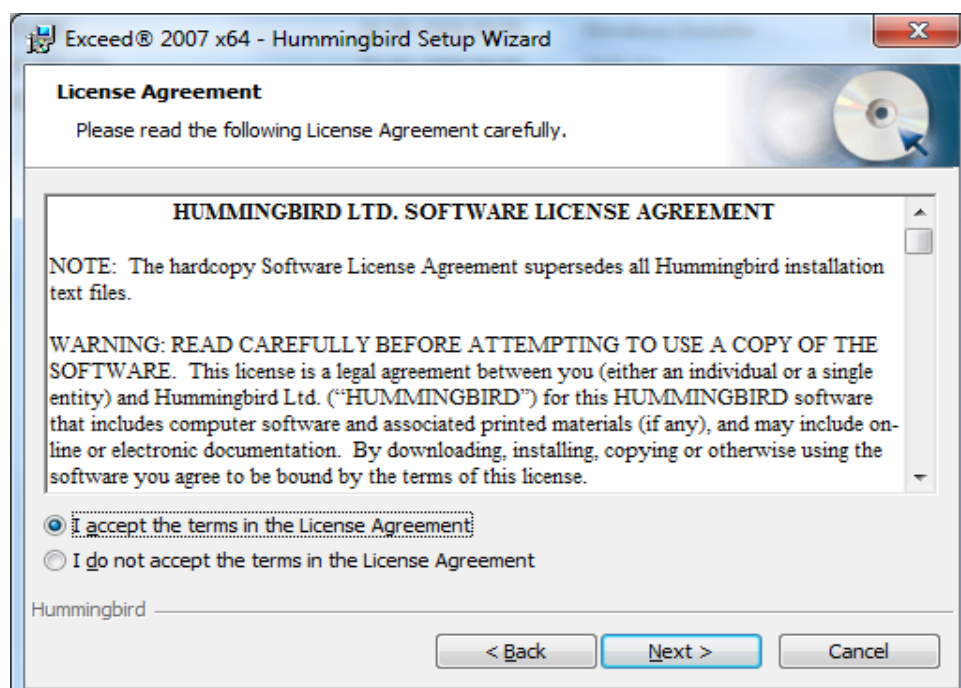 Exceed® 2007 x64 - Hummingbird Setup Wizard
License Agreement
Please read the following License Agreement carefully.
HUMMINGBIRD LTD. SOFTWARE LICENSE AGREEMENT
NOTE:  The hardcopy Software License Agreement supersedes all Hummingbird installation
text files.
WARNING: READ CAREFULLY BEFORE ATTEMPTING TO USE A COPY OF THE
SOFTWARE.  This license is a legal agreement between you (either an individual or a single
entity) and Hummingbird Ltd. (“HUMMINGBIRD”) for this HUMMINGBIRD software
that includes computer software and associated printed materials (if any), and may include on-
line or electronic documentation.  By downloading, installing, copying or otherwise using the
software you agree to be bound by the terms of this license.
I accept the terms in the License Agreement
I do not accept the terms in the License Agreement
Hummingbird
< Back
Next >
Cancel